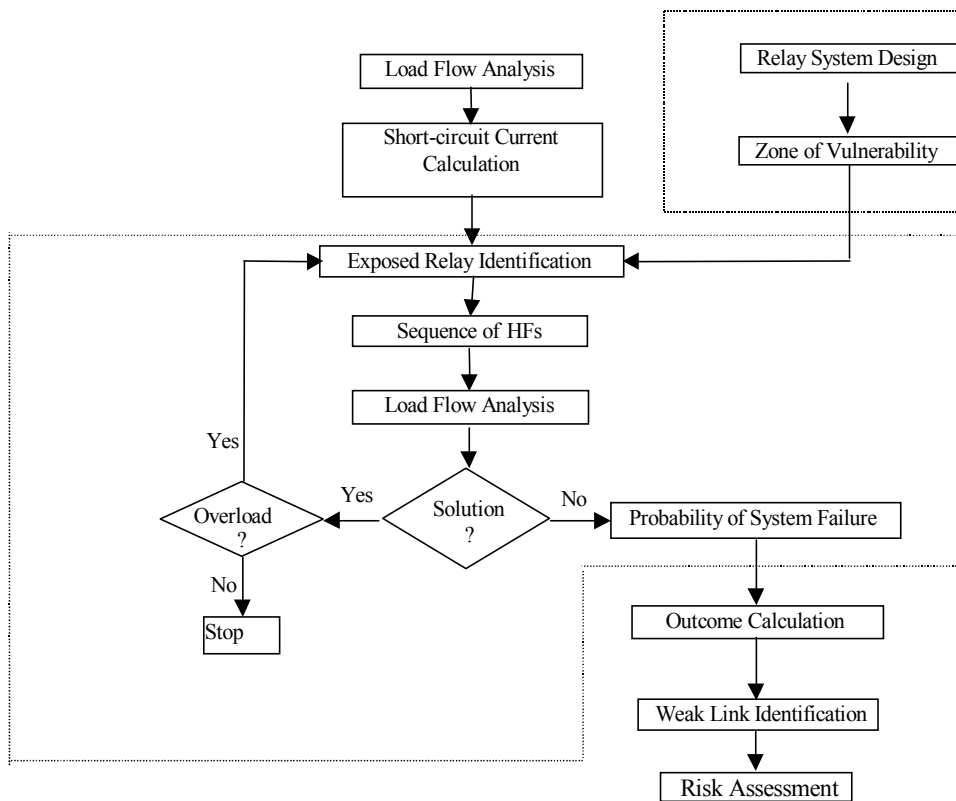 Load Flow Analysis
Relay System Design
Short-circuit Current
Calculation
Zone of Vulnerability
Exposed Relay Identification
Sequence of HFs
Load Flow Analysis
Yes
Overload
?
Yes
Solution
?
No
Probability of System Failure
No
Stop
Outcome Calculation
Weak Link Identification
Risk Assessment